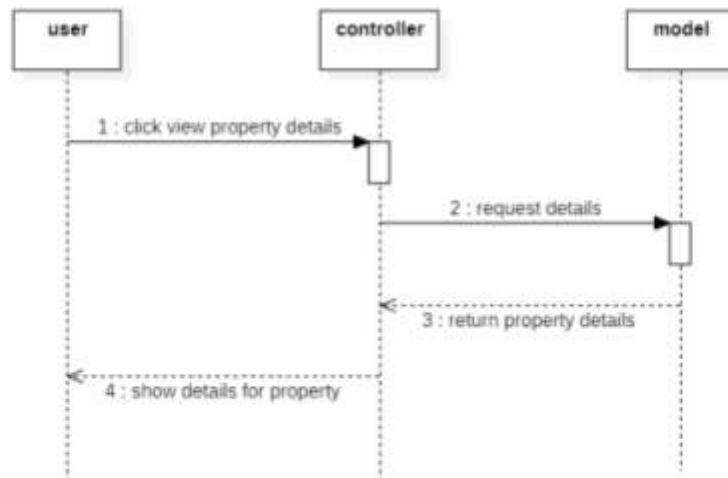 user
controller
model
1 : click view property details
2 : request details
3 : return property details
4 : show details for property